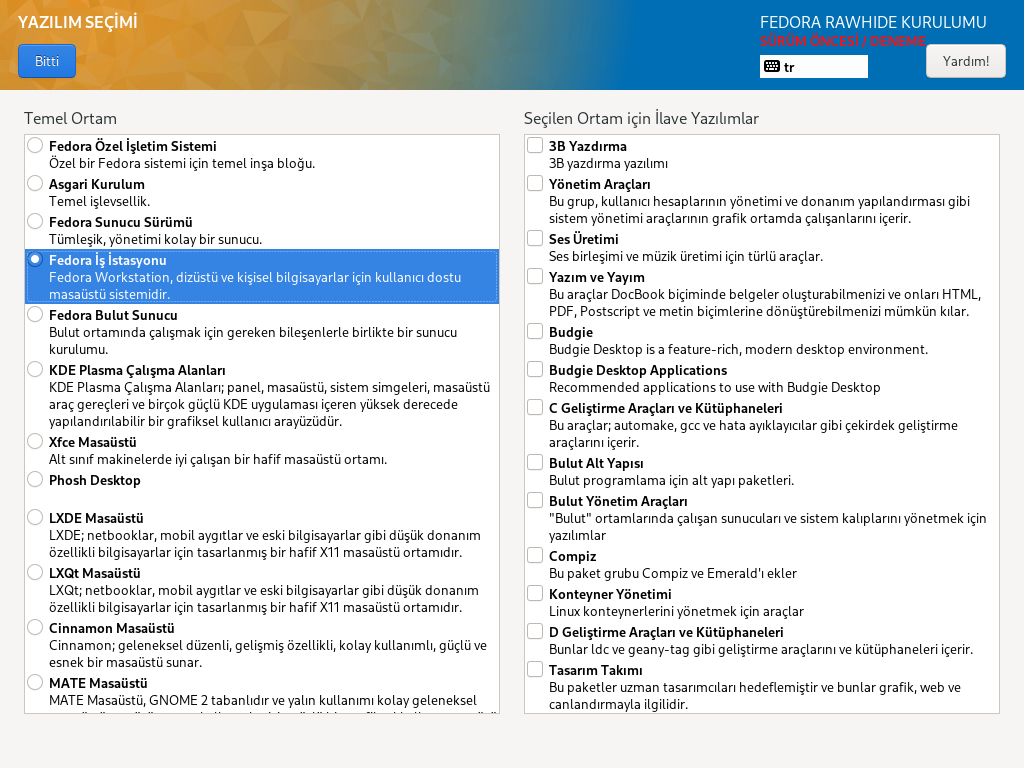 YAZILIM SEÇİMİ
Bitti
FEDORA RAWHIDE KURULUMU
SÜRÜM ÖNCESİ / DENEME
tr
Yardım!
Temel Ortam
Fedora Özel İşletim Sistemi
Özel bir Fedora sistemi için temel inşa bloğu.
Asgari Kurulum
Temel işlevsellik.
Fedora Sunucu Sürümü
Tümleşik, yönetimi kolay bir sunucu.
Fedora İş İstasyonu
Fedora Workstation, dizüstü ve kişisel bilgisayarlar için kullanıcı dostu
masaüstü sistemidir.
Fedora Bulut Sunucu
Bulut ortamında çalışmak için gereken bileşenlerle birlikte bir sunucu
kurulumu.
KDE Plasma Çalışma Alanları
KDE Plasma Çalışma Alanları; panel, masaüstü, sistem simgeleri, masaüstü
araç gereçleri ve birçok güçlü KDE uygulaması içeren yüksek derecede
yapılandırılabilir bir grafiksel kullanıcı arayüzüdür.
Xfce Masaüstü
Alt sınıf makinelerde iyi çalışan bir hafif masaüstü ortamı.
Phosh Desktop
LXDE Masaüstü
LXDE; netbooklar, mobil aygıtlar ve eski bilgisayarlar gibi düşük donanım
özellikli bilgisayarlar için tasarlanmış bir hafif X11 masaüstü ortamıdır.
LXQt Masaüstü
LXQt; netbooklar, mobil aygıtlar ve eski bilgisayarlar gibi düşük donanım
özellikli bilgisayarlar için tasarlanmış bir hafif X11 masaüstü ortamıdır.
Cinnamon Masaüstü
Cinnamon; geleneksel düzenli, gelişmiş özellikli, kolay kullanımlı, güçlü ve
esnek bir masaüstü sunar.
MATE Masaüstü
MATE Masaüstü, GNOME 2 tabanlıdır ve yalın kullanımı kolay geleneksel
Seçilen Ortam için İlave Yazılımlar
3B Yazdırma
3B yazdırma yazılımı
Yönetim Araçları
Bu grup, kullanıcı hesaplarının yönetimi ve donanım yapılandırması gibi
sistem yönetimi araçlarının grafik ortamda çalışanlarını içerir.
Ses Üretimi
Ses birleşimi ve müzik üretimi için türlü araçlar.
Yazım ve Yayım
Bu araçlar DocBook biçiminde belgeler oluşturabilmenizi ve onları HTML,
PDF, Postscript ve metin biçimlerine dönüştürebilmenizi mümkün kılar.
Budgie
Budgie Desktop is a feature-rich, modern desktop environment.
Budgie Desktop Applications
Recommended applications to use with Budgie Desktop
C Geliştirme Araçları ve Kütüphaneleri
Bu araçlar; automake, gcc ve hata ayıklayıcılar gibi çekirdek geliştirme
araçlarını içerir.
Bulut Alt Yapısı
Bulut programlama için alt yapı paketleri.
Bulut Yönetim Araçları
"Bulut" ortamlarında çalışan sunucuları ve sistem kalıplarını yönetmek için
yazılımlar
Compiz
Bu paket grubu Compiz ve Emerald'ı ekler
Konteyner Yönetimi
Linux konteynerlerini yönetmek için araçlar
D Geliştirme Araçları ve Kütüphaneleri
Bunlar ldc ve geany-tag gibi geliştirme araçlarını ve kütüphaneleri içerir.
Tasarım Takımı
Bu paketler uzman tasarımcıları hedeflemiştir ve bunlar grafik, web ve
canlandırmayla ilgilidir.